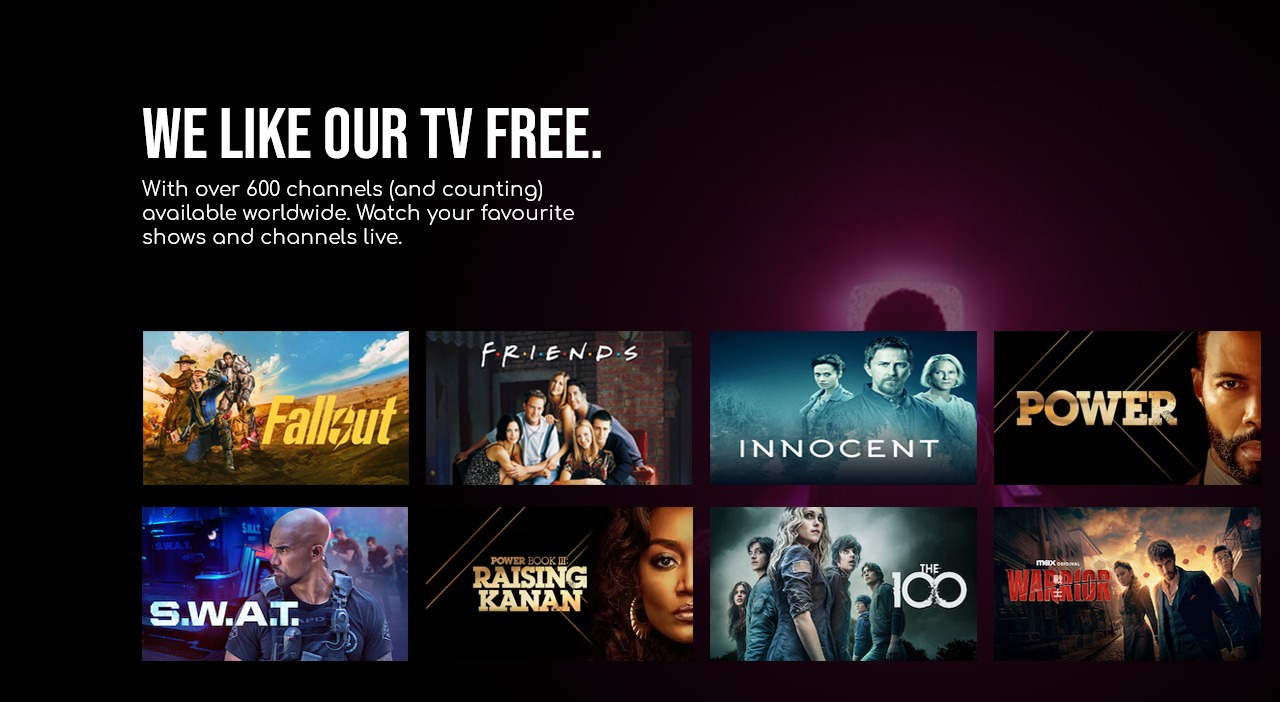 WE LIKE OUR TV FREE.
With over 600 channels (and counting)
available worldwide. Watch your favourite
shows and channels live.
Fallout
F·R·I·E·N·D·S
INNOCENT
POWER
S.W.A.T.
S.W.A.T.
S.W.A.T.
POWER BOOK III:
RAISING
KANAN
THE
100
max ORIGINAL
WARRIOR